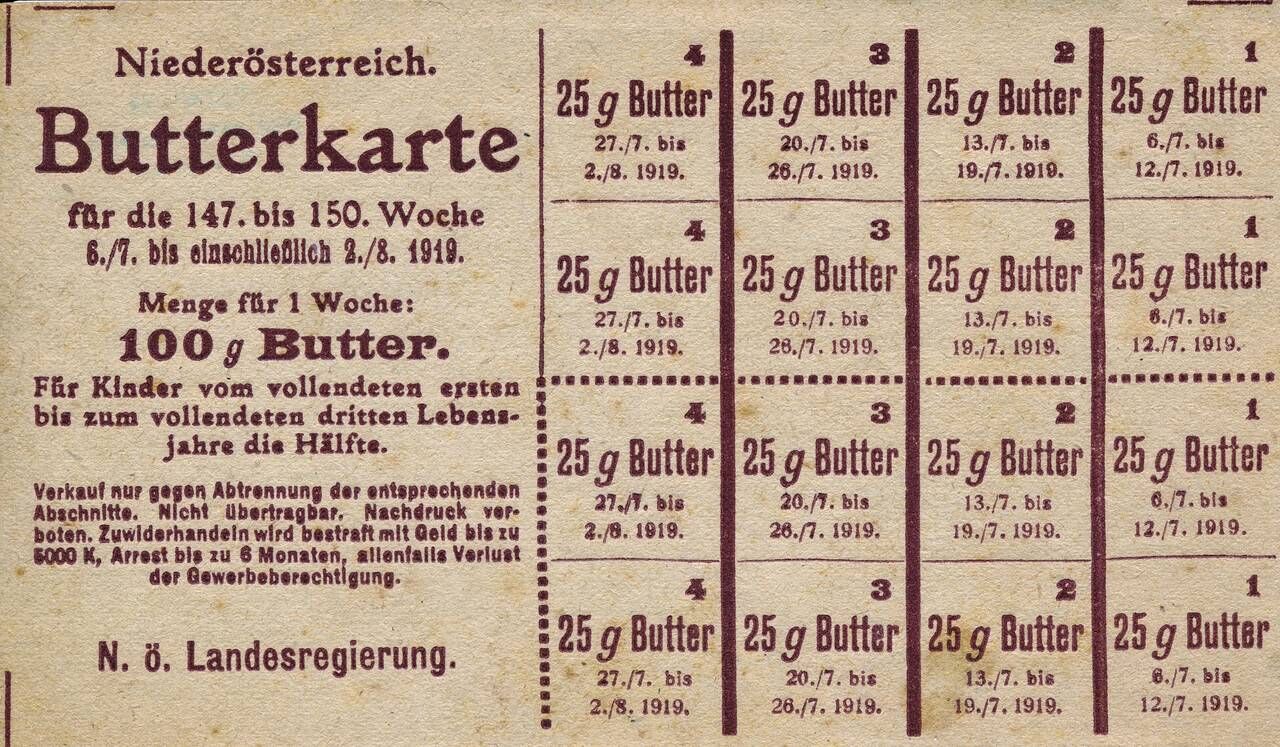 Niederösterreich.
Butterkarte
für die 147. bis 150. Woche
6./7. bis einschließlich 2./8. 1919.
Menge für 1 Woche:
100 g Butter.
Für Kinder vom vollendeten ersten
bis zum vollendeten dritten Lebens-
jahre die Hälfte.
Verkauf nur gegen Abtrennung der entsprechenden
Abschnitte. Nicht übertragbar. Nachdruck ver-
boten. Zuwiderhandeln wird bestraft mit Geld bis zu
5000 K, Arrest bis zu 6 Monaten, allenfalls Verlust
der Gewerbeberechtigung.
N. ö. Landesregierung.
4 3 2 1
25 g Butter 25 g Butter 25 g Butter 25 g Butter
27./7. bis 20./7. bis 13./7. bis 6./7. bis
2./8. 1919. 26./7. 1919. 19./7. 1919. 12./7. 1919.
4 3 2 1
25 g Butter 25 g Butter 25 g Butter 25 g Butter
27./7. bis 20./7. bis 13./7. bis 6./7. bis
2./8. 1919. 26./7. 1919. 19./7. 1919. 12./7. 1919.
4 3 2 1
25 g Butter 25 g Butter 25 g Butter 25 g Butter
27./7. bis 20./7. bis 13./7. bis 6./7. bis
2./8. 1919. 26./7. 1919. 19./7. 1919. 12./7. 1919.
4 3 2 1
25 g Butter 25 g Butter 25 g Butter 25 g Butter
27./7. bis 20./7. bis 13./7. bis 6./7. bis
2./8. 1919. 26./7. 1919. 19./7. 1919. 12./7. 1919.